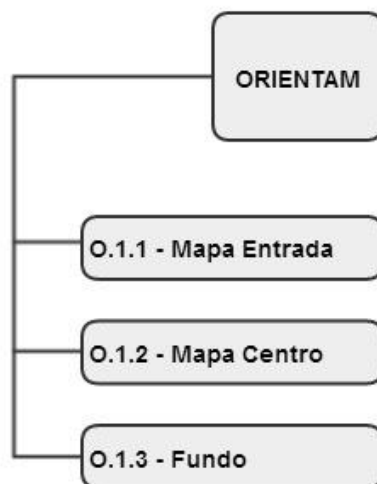 ORIENTAM
O.1.1 - Mapa Entrada
O.1.2 - Mapa Centro
O.1.3 - Fundo